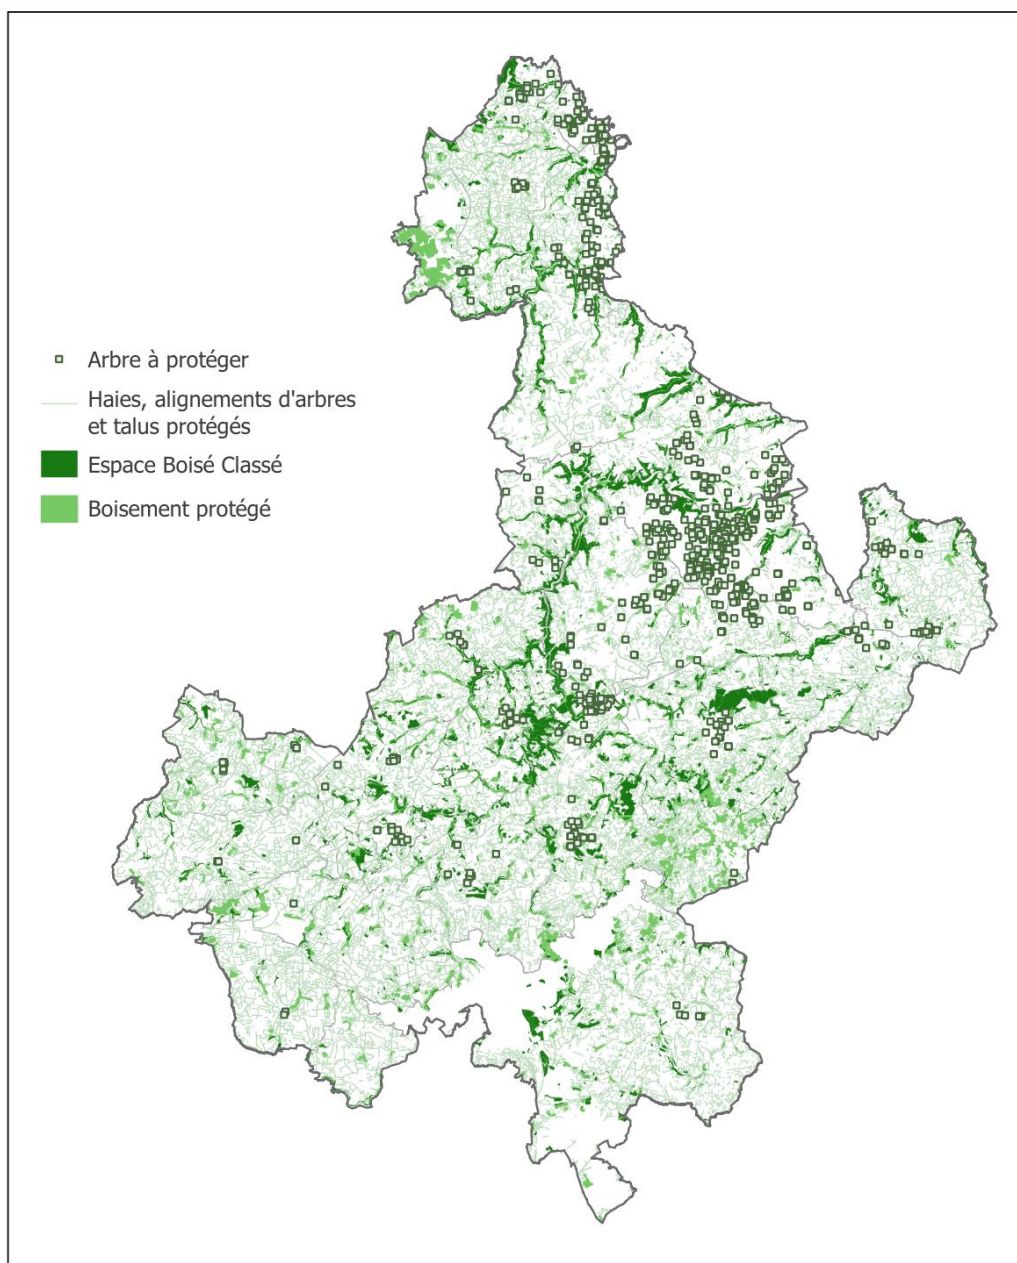 Arbre à protéger
Haies, alignements d'arbres
et talus protégés
Espace Boisé Classé
Boisement protégé